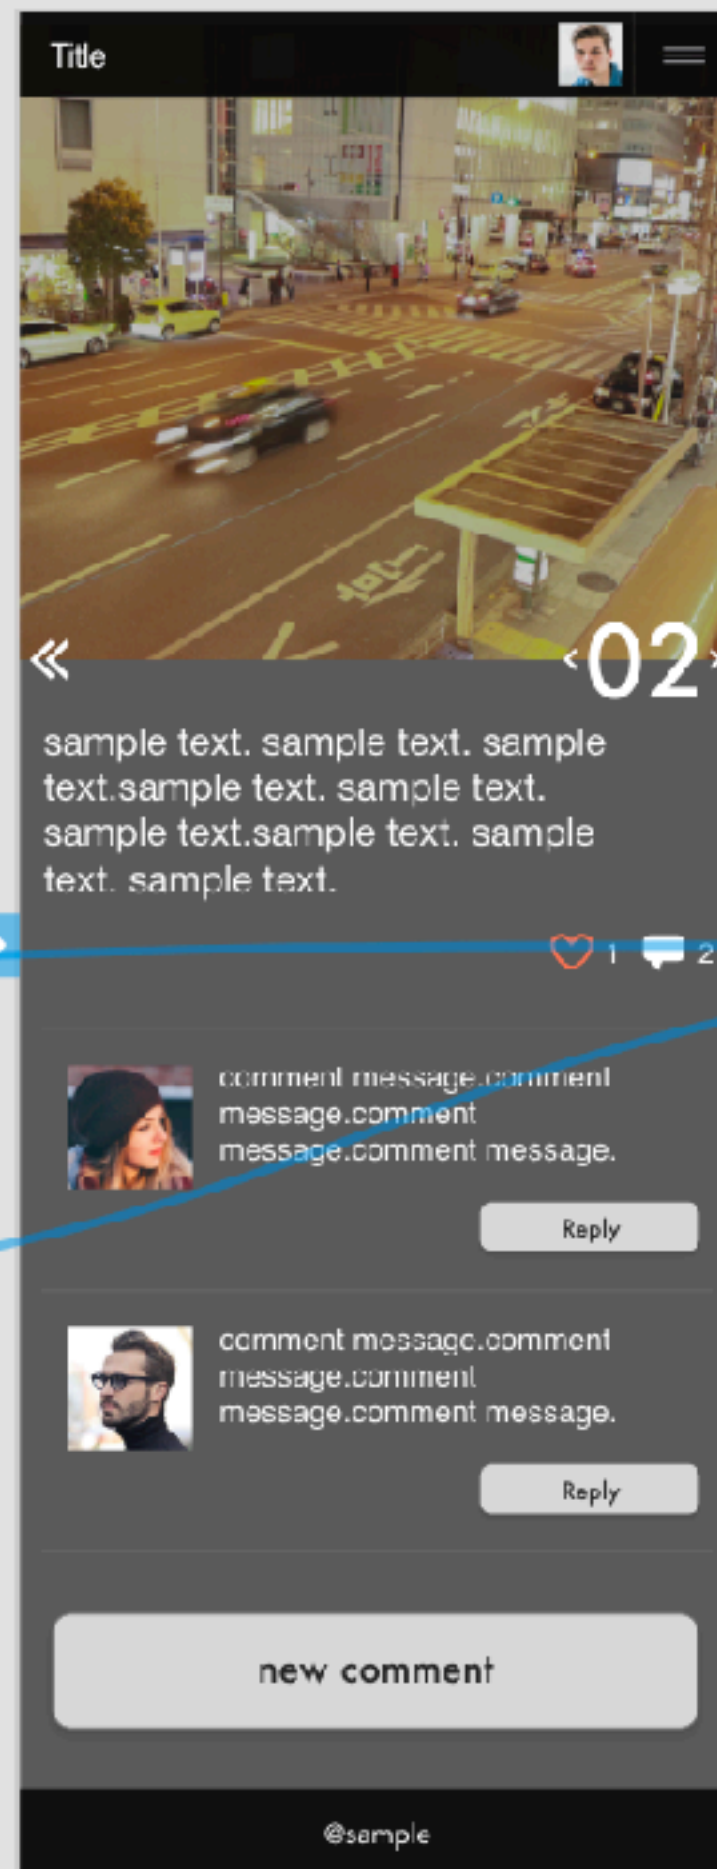 Title
«
‹02›
sample text. sample text. sample
text.sample text. sample text.
sample text.sample text. sample
text. sample text.
1 2
comment message.comment
message.comment
message.comment message.
Reply
comment message.comment
message.comment
message.comment message.
Reply
new comment
@sample